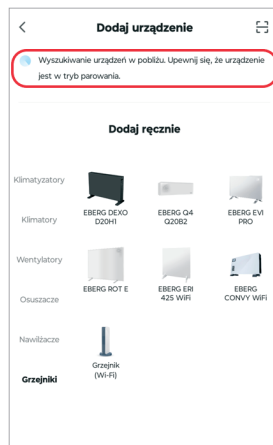 Dodaj urządzenie
Wyszukiwanie urządzeń w pobliżu. Upewnij się, że urządzenie
jest w tryb parowania.
Dodaj ręcznie
Klimatyzatory
Klimatory
Wentylatory
Osuszacze
Nawilżacze
Grzejniki
EBERG DEXO
D20H1
EBERG Q4
Q20B2
EBERG EVI
PRO
EBERG ROT E
EBERG ERI
425 WiFi
EBERG
CONVY WiFi
Grzejnik
(Wi-Fi)